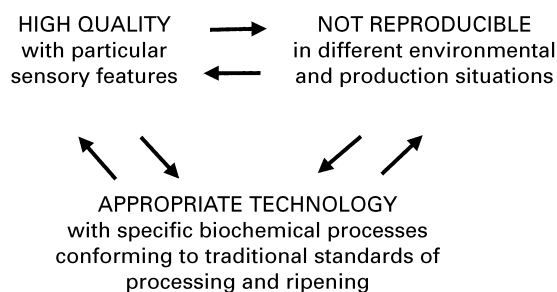 HIGH QUALITY
with particular
sensory features
NOT REPRODUCIBLE
in different environmental
and production situations
APPROPRIATE TECHNOLOGY
with specific biochemical processes
conforming to traditional standards of
processing and ripening